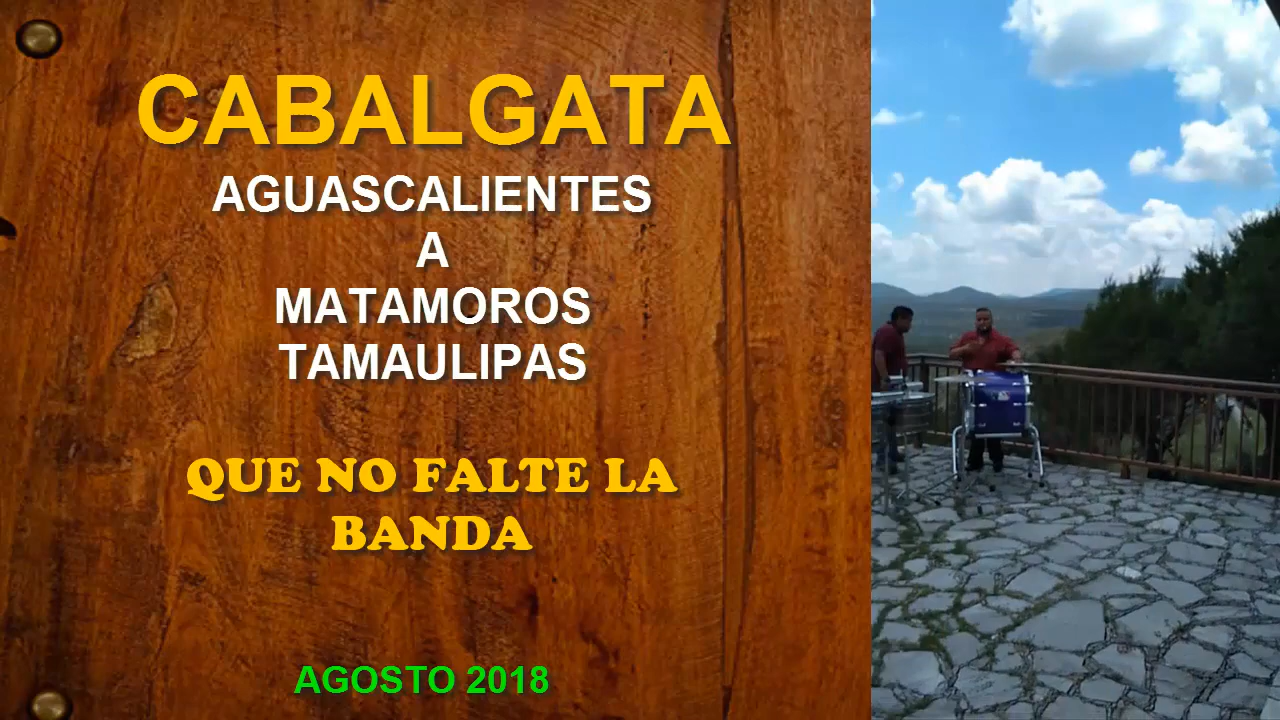 CABALGATA
AGUASCALIENTES
A
MATAMOROS
TAMAULIPAS
QUE NO FALTE LA
BANDA
AGOSTO 2018